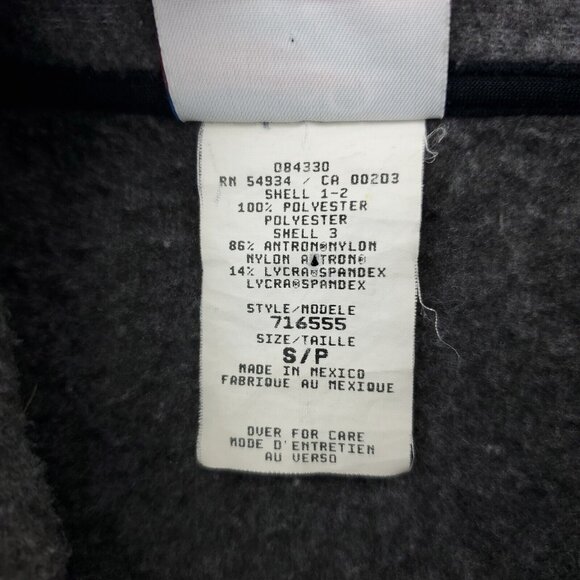 084330
RN 54934 / CA 00203
SHELL 1-2
100% POLYESTER
POLYESTER
SHELL 3
86% ANTRON®NYLON
NYLON ANTRON®
14% LYCRA®SPANDEX
LYCRA®SPANDEX
STYLE/MODELE
716555
SIZE/TAILLE
S/P
MADE IN MEXICO
FABRIQUE AU MEXIQUE
OVER FOR CARE
MODE D'ENTRETIEN
AU VERSO